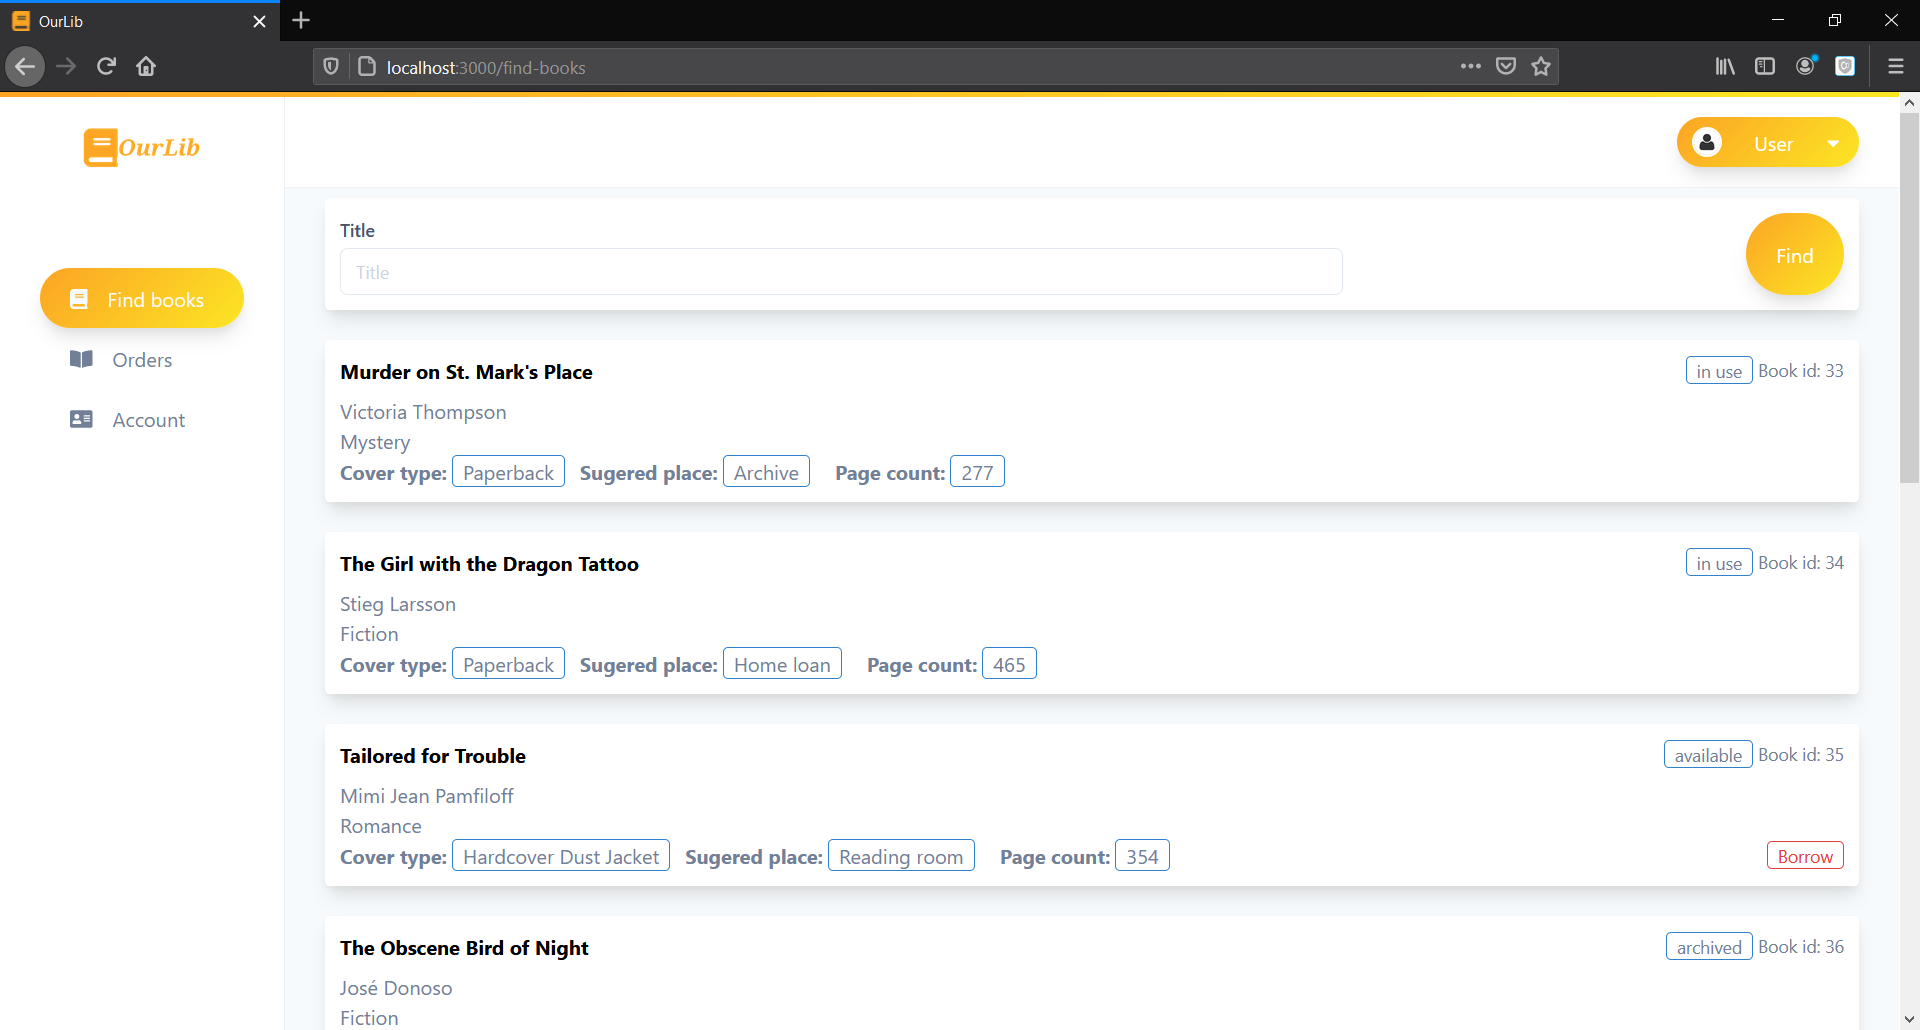 OurLib
localhost:3000/find-books
OurLib
User
Find books
Orders
Account
Title
Title
Find
Murder on St. Mark's Place
in use Book id: 33
Victoria Thompson
Mystery
Cover type: Paperback Sugered place: Archive Page count: 277
The Girl with the Dragon Tattoo
in use Book id: 34
Stieg Larsson
Fiction
Cover type: Paperback Sugered place: Home loan Page count: 465
Tailored for Trouble
available Book id: 35
Mimi Jean Pamfiloff
Romance
Cover type: Hardcover Dust Jacket Sugered place: Reading room Page count: 354
Borrow
The Obscene Bird of Night
archived Book id: 36
José Donoso
Fiction